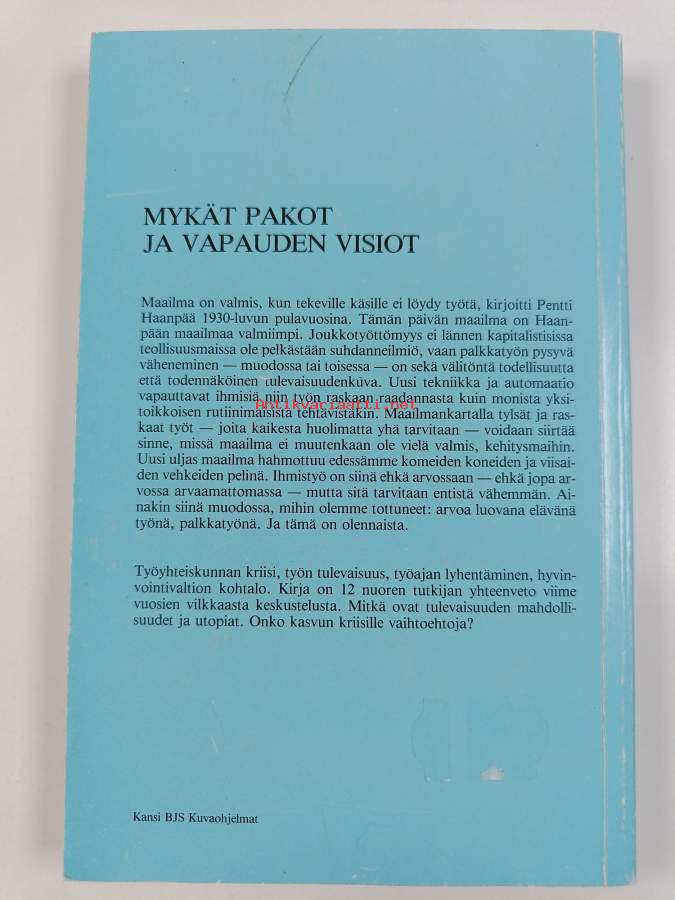 MYKÄT PAKOT
JA VAPAUDEN VISIOT
Maailma on valmis, kun tekeville käsille ei löydy työtä, kirjoitti Pentti
Haanpää 1930-luvun pulavuosina. Tämän päivän maailma on Haan-
pään maailmaa valmiimpi. Joukkotyöttömyys ei lännen kapitalistisissa
teollisuusmaissa ole pelkästään suhdanneilmiö, vaan palkkatyön pysyvä
väheneminen — muodossa tai toisessa — on sekä välitöntä todellisuutta
että todennäköinen tulevaisuudenkuva. Uusi tekniikka ja automaatio
vapauttavat ihmisiä niin työn raskaan raadannasta kuin monista yksi-
Antikvariaatti.net
toikkoisen rutiinimaisista tehtävistäkin. Maailmankartalla tylsät ja ras-
kaat työt — joita kaikesta huolimatta yhä tarvitaan — voidaan siirtää
sinne, missä maailma ei muutenkaan ole vielä valmis, kehitysmaihin.
Uusi uljas maailma hahmottuu edessämme komeiden koneiden ja viisai-
den vehkeiden pelinä. Ihmistyö on siinä ehkä arvossaan — ehkä jopa ar-
vossa arvaamattomassa — mutta sitä tarvitaan entistä vähemmän. Ai-
nakin siinä muodossa, mihin olemme tottuneet: arvoa luovana elävänä
työnä, palkkatyönä. Ja tämä on olennaista.
Työyhteiskunnan kriisi, työn tulevaisuus, työajan lyhentäminen, hyvin-
vointivaltion kohtalo. Kirja on 12 nuoren tutkijan yhteenveto viime
vuosien vilkkaasta keskustelusta. Mitkä ovat tulevaisuuden mahdolli-
suudet ja utopiat. Onko kasvun kriisille vaihtoehtoja?
Kansi BJS Kuvaohjelmat